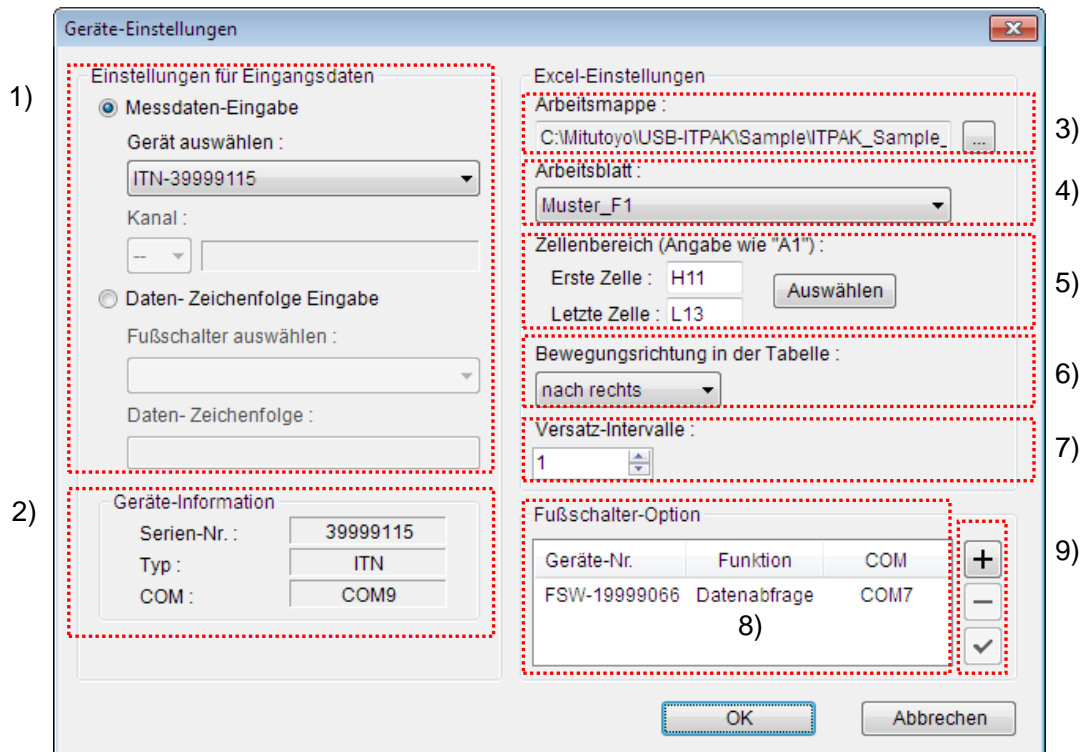 Geräte-Einstellungen
1)
Einstellungen für Eingangsdaten
Messdaten-Eingabe
Gerät auswählen :
ITN-39999115
Kanal :
--
Daten- Zeichenfolge Eingabe
Fußschalter auswählen :
Daten- Zeichenfolge :
2)
Geräte-Information
Serien-Nr. : 39999115
Typ : ITN
COM : COM9
Excel-Einstellungen
Arbeitsmappe :
C:\Mitutoyo\USB-ITPAK\Sample\ITPAK_Sample_ ...
3)
Arbeitsblatt :
Muster_F1
4)
Zellenbereich (Angabe wie "A1") :
Erste Zelle : H11
Auswählen
Letzte Zelle : L13
5)
Bewegungsrichtung in der Tabelle :
nach rechts
6)
Versatz-Intervalle :
1
7)
Fußschalter-Option
Geräte-Nr. Funktion COM
FSW-19999066 Datenabfrage COM7
8)
9)
OK Abbrechen